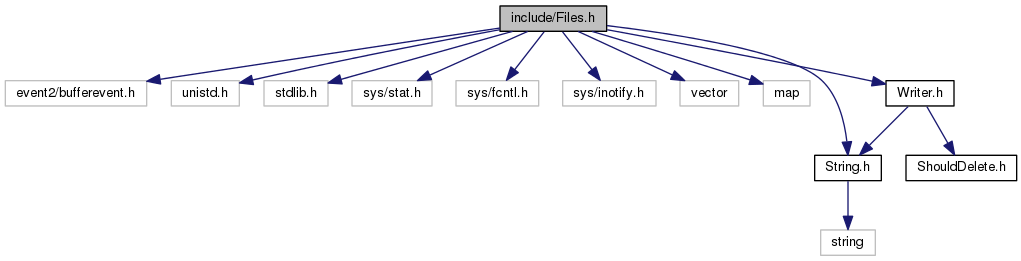 include/Files.h
event2/bufferevent.h
unistd.h
stdlib.h
sys/stat.h
sys/fcntl.h
sys/inotify.h
vector
map
Writer.h
String.h
ShouldDelete.h
string